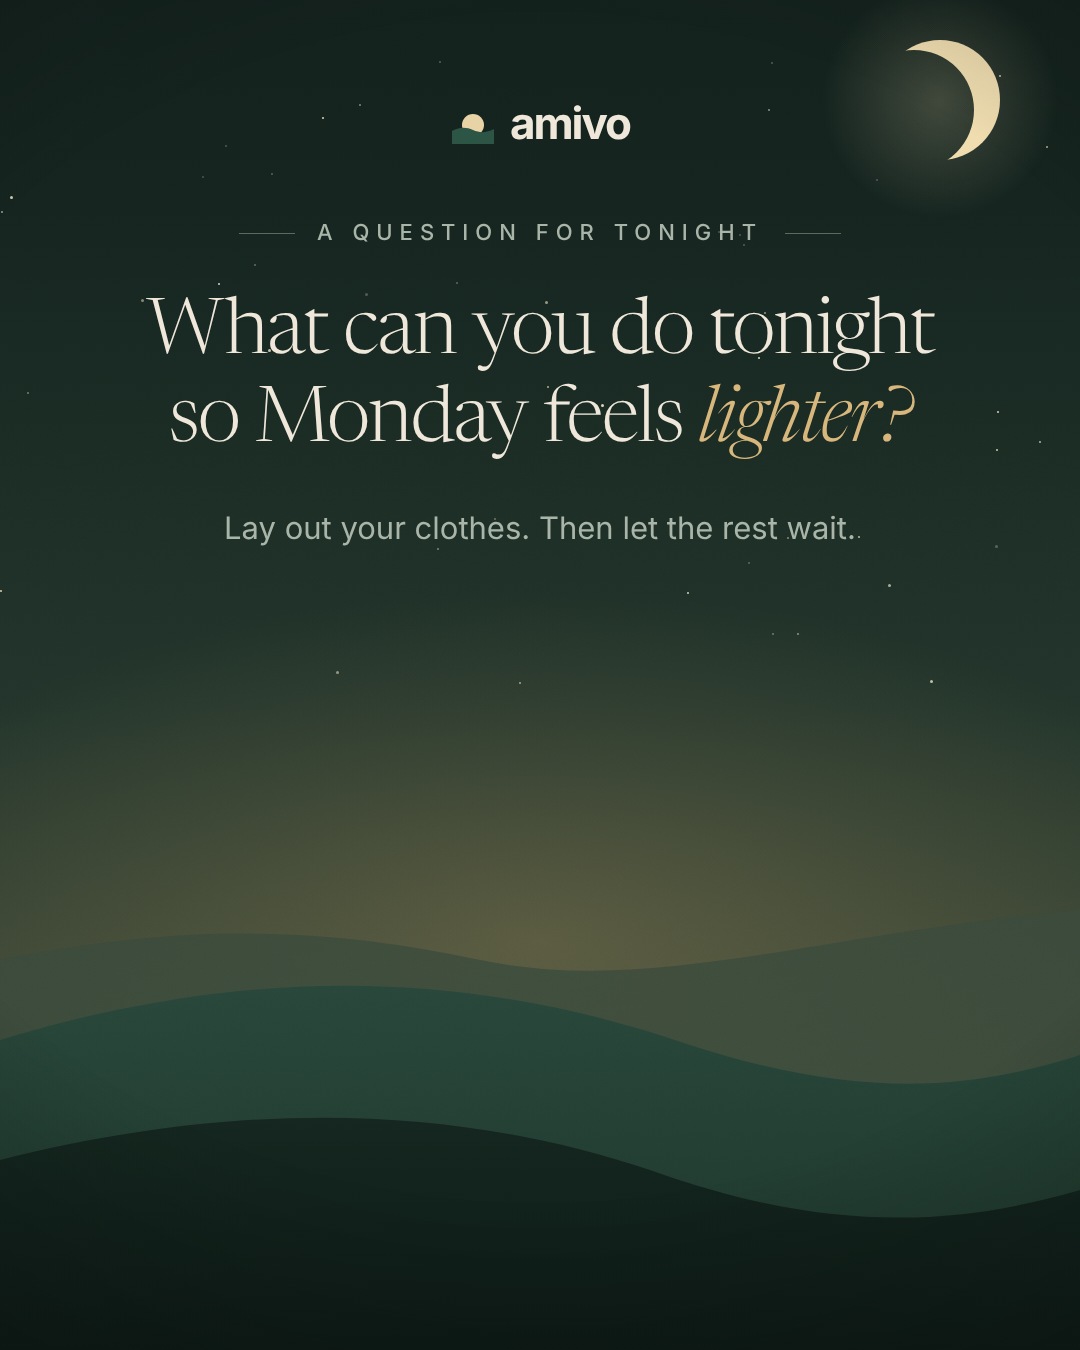 amivo
A QUESTION FOR TONIGHT
What can you do tonight
so Monday feels lighter?
Lay out your clothes. Then let the rest wait.